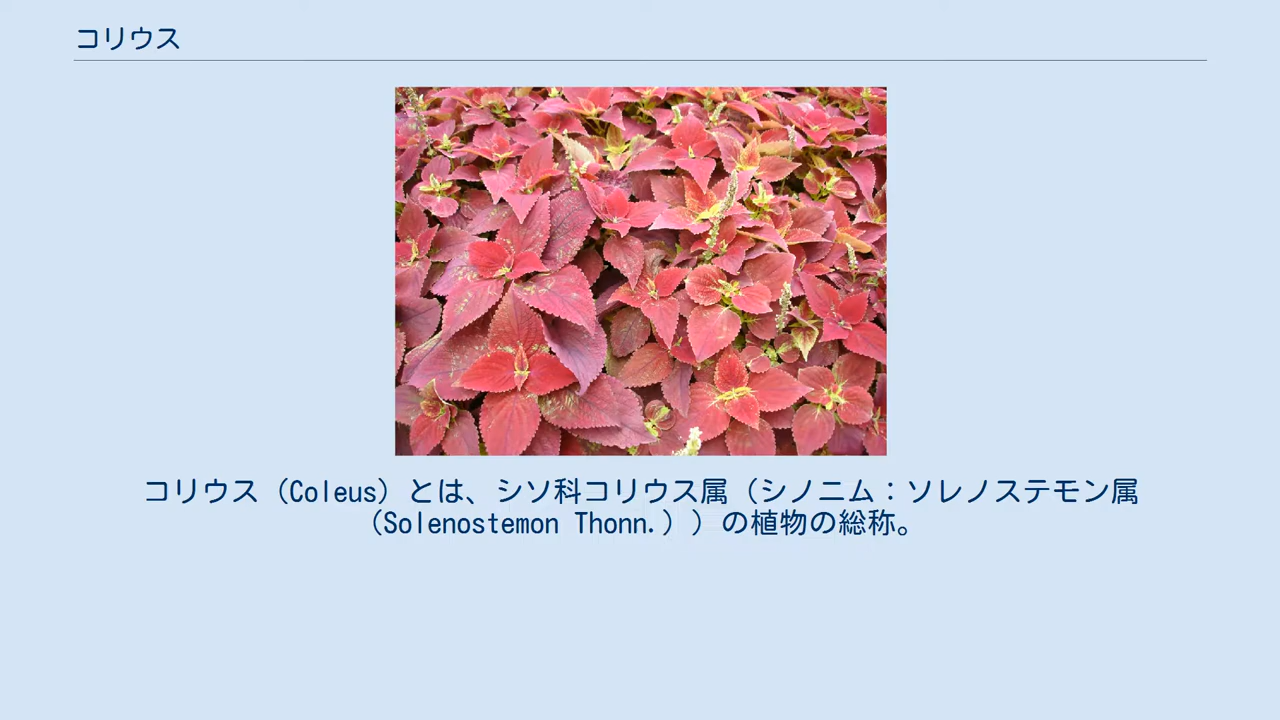 コリウス
コリウス（Coleus）とは、シソ科コリウス属（シノニム：ソレノステモン属
（Solenostemon Thonn.））の植物の総称。